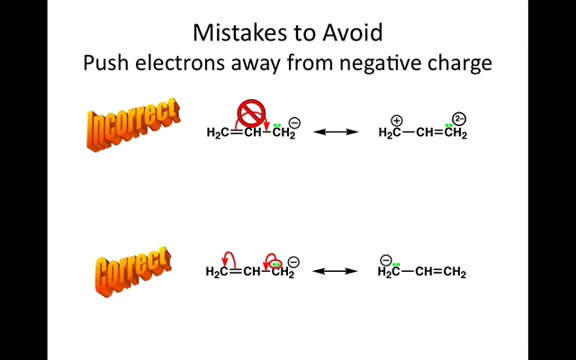 Mistakes to Avoid
Push electrons away from negative charge
Incorrect
H₂C=CH–CH₂ ⊖ ↔ H₂C⊕–CH=CH₂ 2-
Correct
H₂C=CH–CH₂ ⊖ ↔ ⊖ H₂C–CH=CH₂